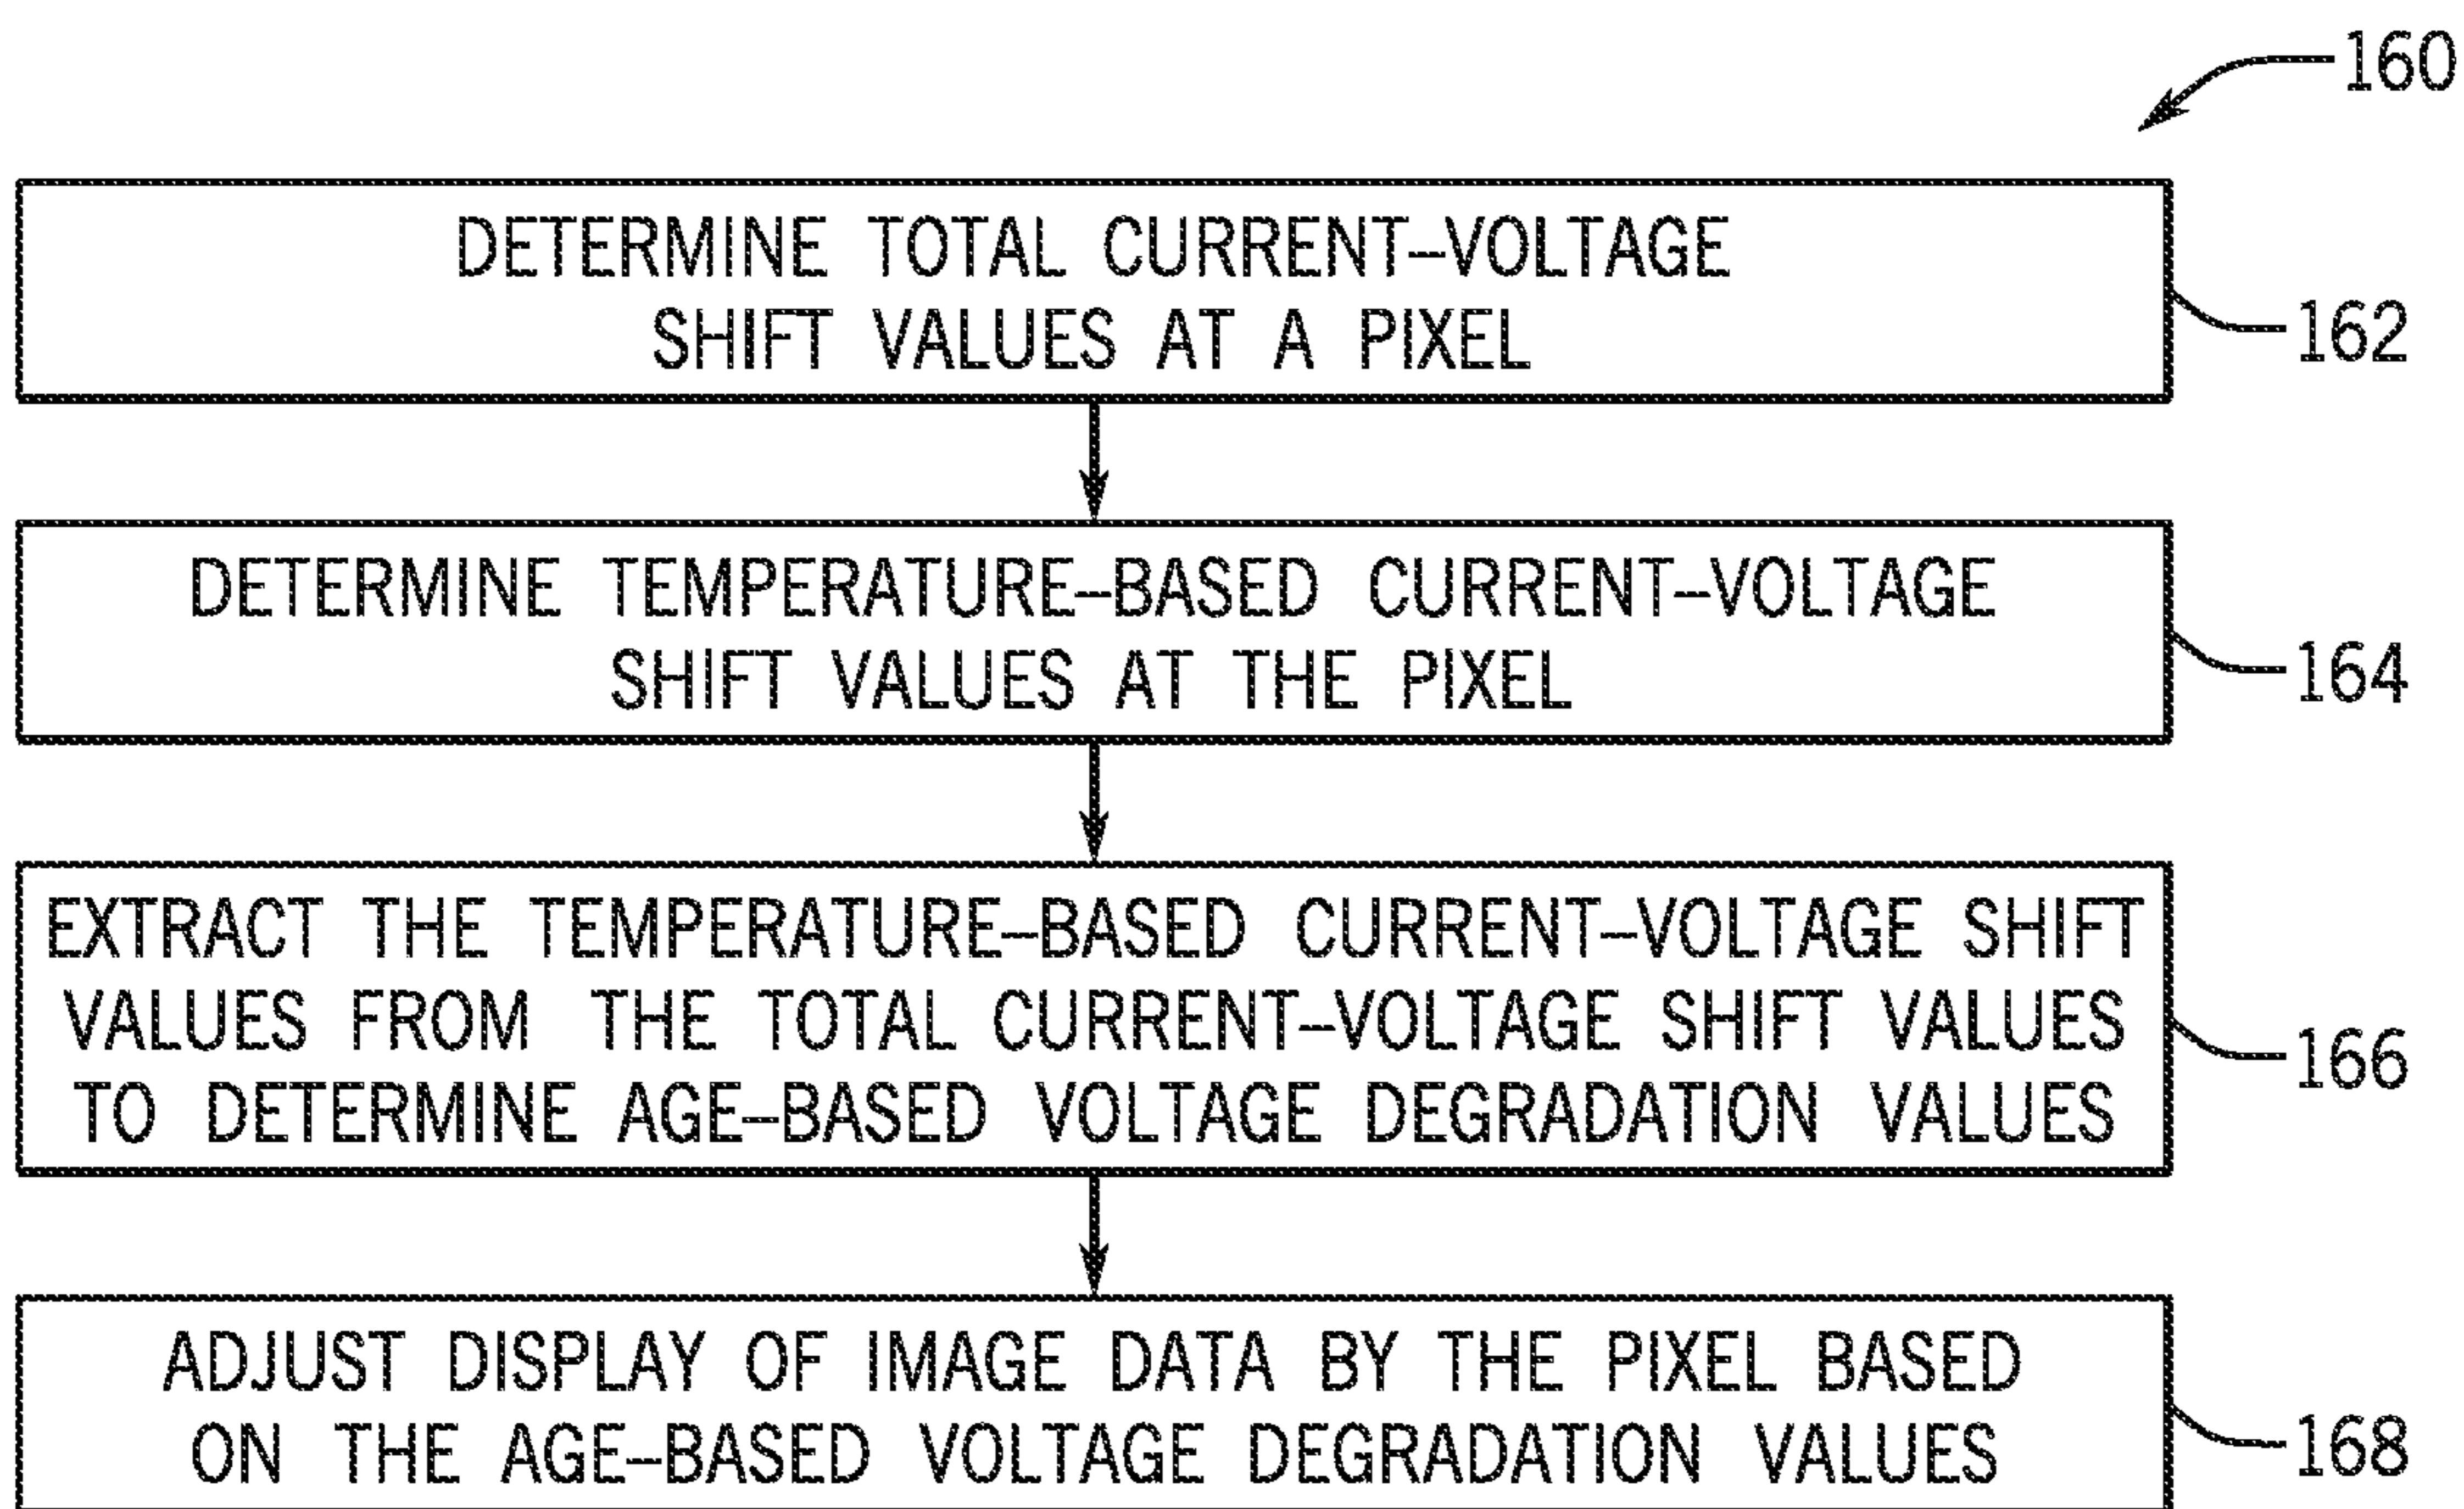 160
DETERMINE TOTAL CURRENT–VOLTAGE
SHIFT VALUES AT A PIXEL
162
DETERMINE TEMPERATURE–BASED CURRENT–VOLTAGE
SHIFT VALUES AT THE PIXEL
164
EXTRACT THE TEMPERATURE–BASED CURRENT–VOLTAGE SHIFT
VALUES FROM THE TOTAL CURRENT–VOLTAGE SHIFT VALUES
TO DETERMINE AGE–BASED VOLTAGE DEGRADATION VALUES
166
ADJUST DISPLAY OF IMAGE DATA BY THE PIXEL BASED
ON THE AGE–BASED VOLTAGE DEGRADATION VALUES
168